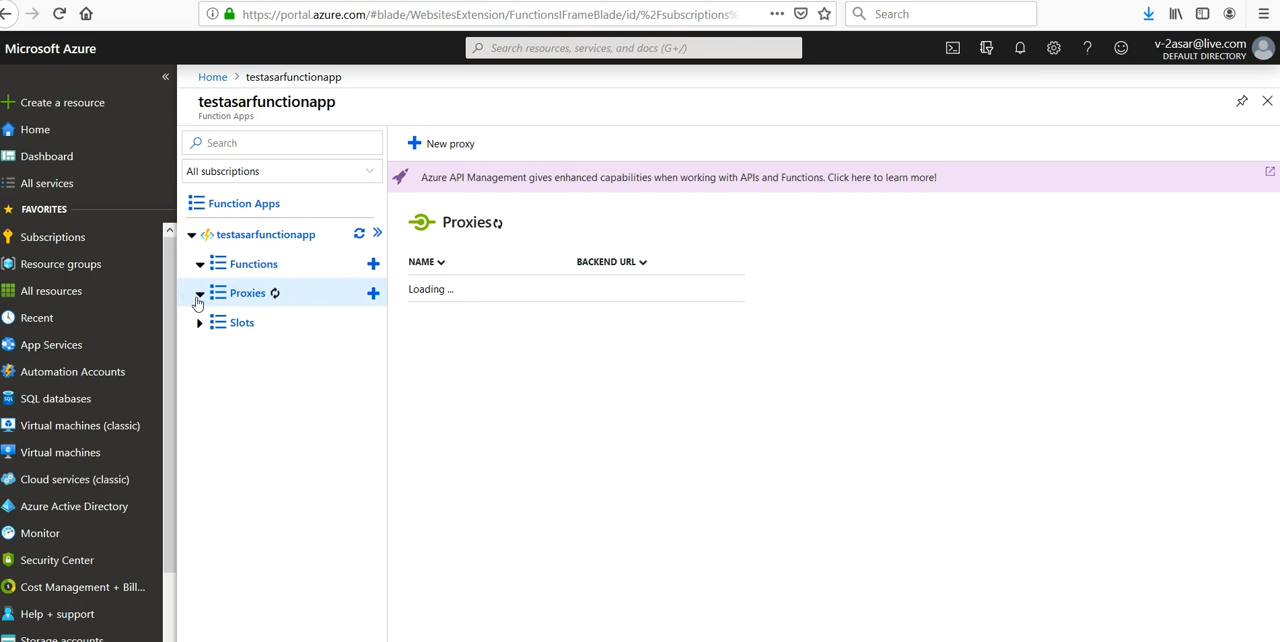 https://portal.azure.com/#blade/WebsitesExtension/FunctionsIFrameBlade/id/%2Fsubscriptions%
Search
Microsoft Azure
Search resources, services, and docs (G+/)
v-2asar@live.com
DEFAULT DIRECTORY
Home > testasarfunctionapp
testasarfunctionapp
Function Apps
Create a resource
Home
Dashboard
All services
FAVORITES
Subscriptions
Resource groups
All resources
Recent
App Services
Automation Accounts
SQL databases
Virtual machines (classic)
Virtual machines
Cloud services (classic)
Azure Active Directory
Monitor
Security Center
Cost Management + Bill...
Help + support
Storage accounts
Search
All subscriptions
Function Apps
testasarfunctionapp
Functions
Proxies
Slots
New proxy
Azure API Management gives enhanced capabilities when working with APIs and Functions. Click here to learn more!
Proxies
NAME BACKEND URL
Loading ...